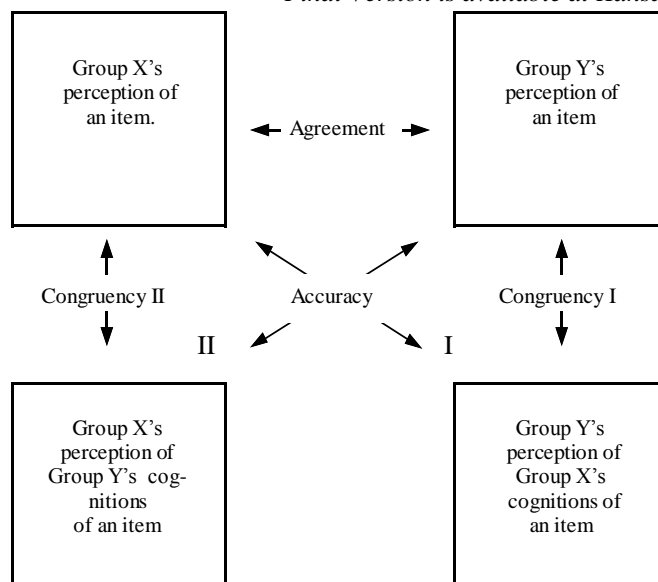 Final version is available at
Group X's
perception of
an item.
Group Y's
perception of
an item
Agreement
Congruency II
Accuracy
Congruency I
II
I
Group X's
perception of
Group Y's cog-
nitions
of an item
Group Y's
perception of
Group X's
cognitions of
an item